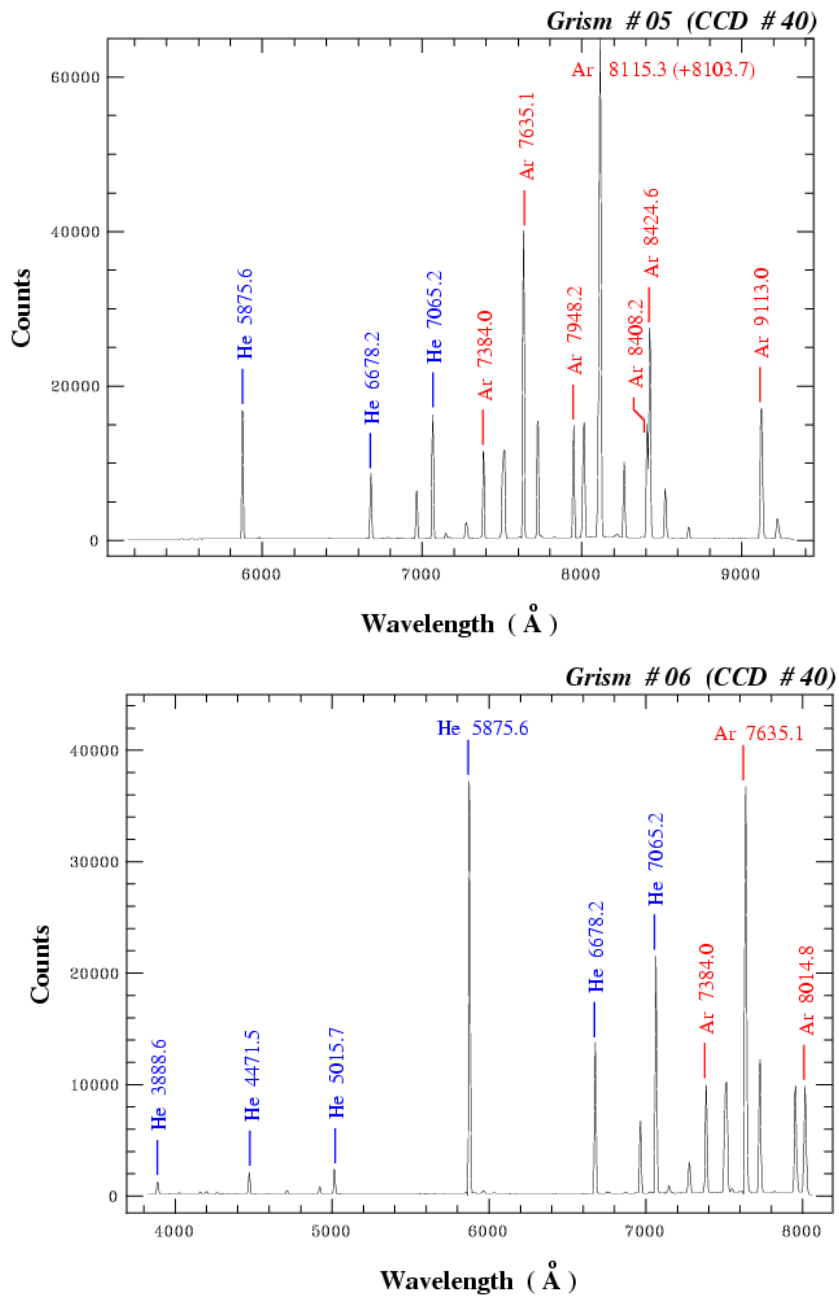 Grism #05 (CCD #40)
Counts
60000
40000
20000
0
Ar 8115.3 (+8103.7)
He 5875.6
He 6678.2
He 7065.2
Ar 7384.0
Ar 7635.1
Ar 7948.2
Ar 8408.2
Ar 8424.6
Ar 9113.0
6000 7000 8000 9000
Wavelength (Å)
Grism #06 (CCD #40)
Counts
40000
30000
20000
10000
0
He 3888.6
He 4471.5
He 5015.7
He 5875.6
He 6678.2
He 7065.2
Ar 7384.0
Ar 7635.1
Ar 8014.8
4000 5000 6000 7000 8000
Wavelength (Å)